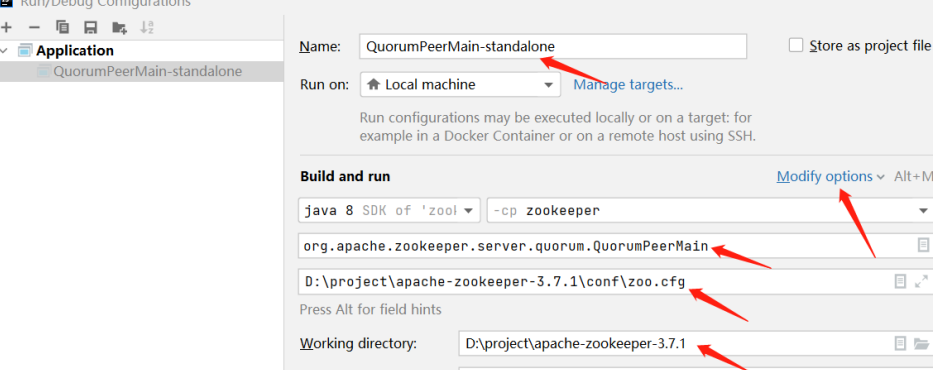 Run/Debug Configurations
Application
QuorumPeerMain-standalone
Name: QuorumPeerMain-standalone Store as project file
Run on: Local machine Manage targets...
Run configurations may be executed locally or on a target: for
example in a Docker Container or on a remote host using SSH.
Build and run Modify options Alt+M
java 8 SDK of 'zool -cp zookeeper
org.apache.zookeeper.server.quorum.QuorumPeerMain
D:\project\apache-zookeeper-3.7.1\conf\zoo.cfg
Press Alt for field hints
Working directory: D:\project\apache-zookeeper-3.7.1